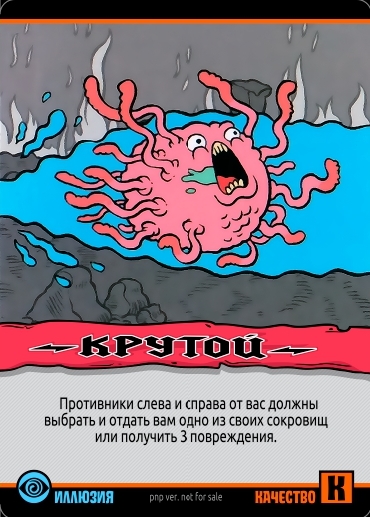 КРУТОЙ
Противники слева и справа от вас должны
выбрать и отдать вам одно из своих сокровищ
или получить 3 повреждения.
ИЛЛЮЗИЯ pnp ver. not for sale КАЧЕСТВО К